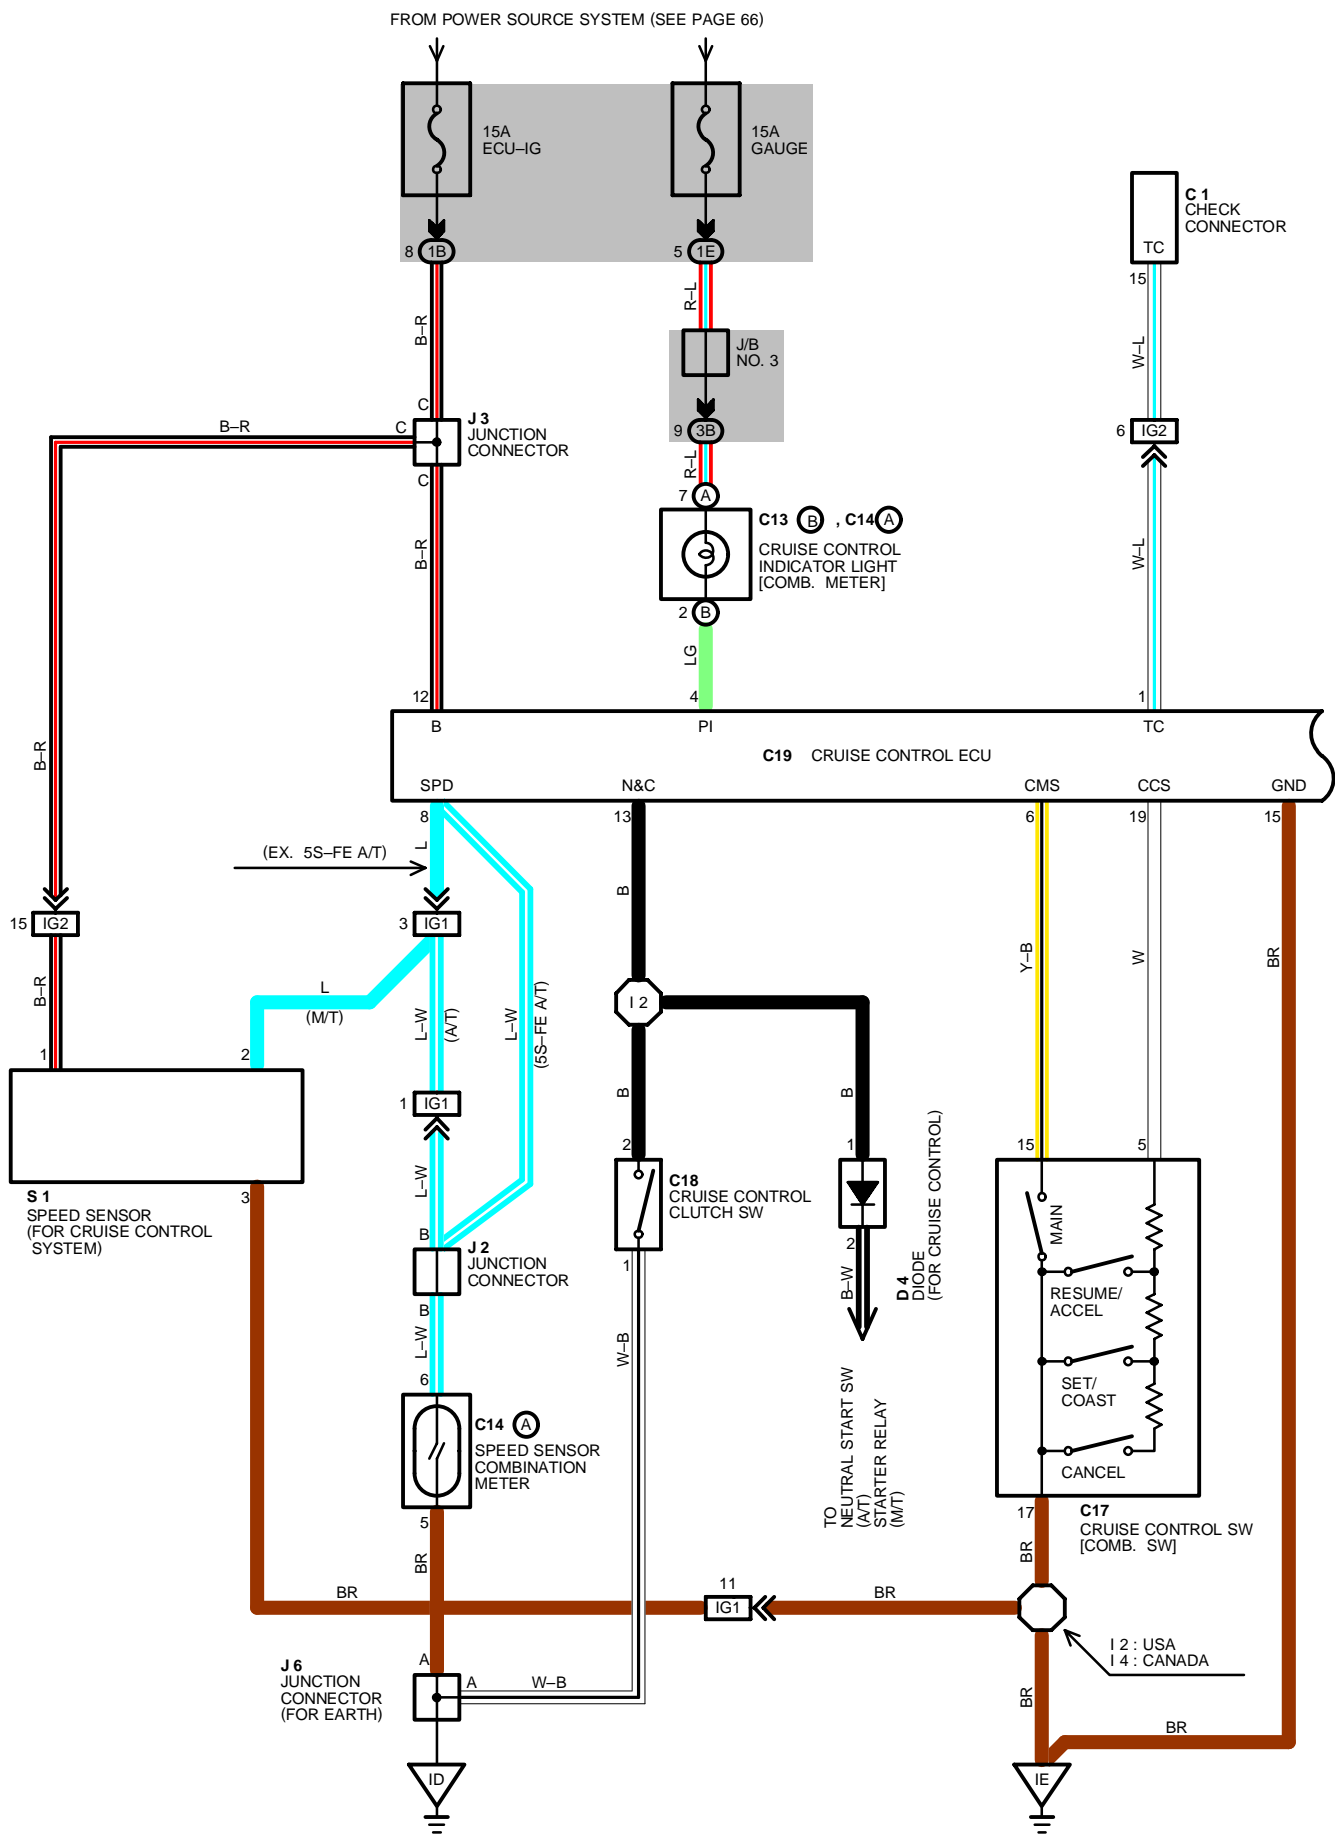 FROM POWER SOURCE SYSTEM (SEE PAGE 66)
15A
ECU–IG
15A
GAUGE
8 1B
5 1E
C 1
CHECK
CONNECTOR
TC
15
B–R
R–L
J/B
NO. 3
W–L
C
B–R
C
J 3
JUNCTION
CONNECTOR
C
9 3B
6 IG2
R–L
7 A
C13 B , C14 A
CRUISE CONTROL
INDICATOR LIGHT
[COMB. METER]
B–R
W–L
2 B
LG
12
4
1
B
PI
TC
C19 CRUISE CONTROL ECU
B–R
SPD
N&C
CMS
CCS
GND
8
13
6
19
15
L
(EX. 5S–FE A/T)
B
15 IG2
3 IG1
Y–B
W
BR
B–R
L
(M/T)
L–W
(A/T)
L–W
(5S–FE A/T)
I 2
1
2
1 IG1
B
B
2
1
15
5
S 1
SPEED SENSOR
(FOR CRUISE CONTROL
SYSTEM)
3
L–W
B
J 2
JUNCTION
CONNECTOR
B
C18
CRUISE CONTROL
CLUTCH SW
1
2
B–W
D 4
DIODE
(FOR CRUISE CONTROL)
MAIN
RESUME/
ACCEL
SET/
COAST
CANCEL
L–W
W–B
6
C14 A
SPEED SENSOR
COMBINATION
METER
TO
NEUTRAL START SW
(A/T)
STARTER RELAY
(M/T)
5
17
C17
CRUISE CONTROL SW
[COMB. SW]
BR
BR
BR
11
IG1
BR
I 2 : USA
I 4 : CANADA
J 6
JUNCTION
CONNECTOR
(FOR EARTH)
A
A
W–B
BR
BR
ID
IE